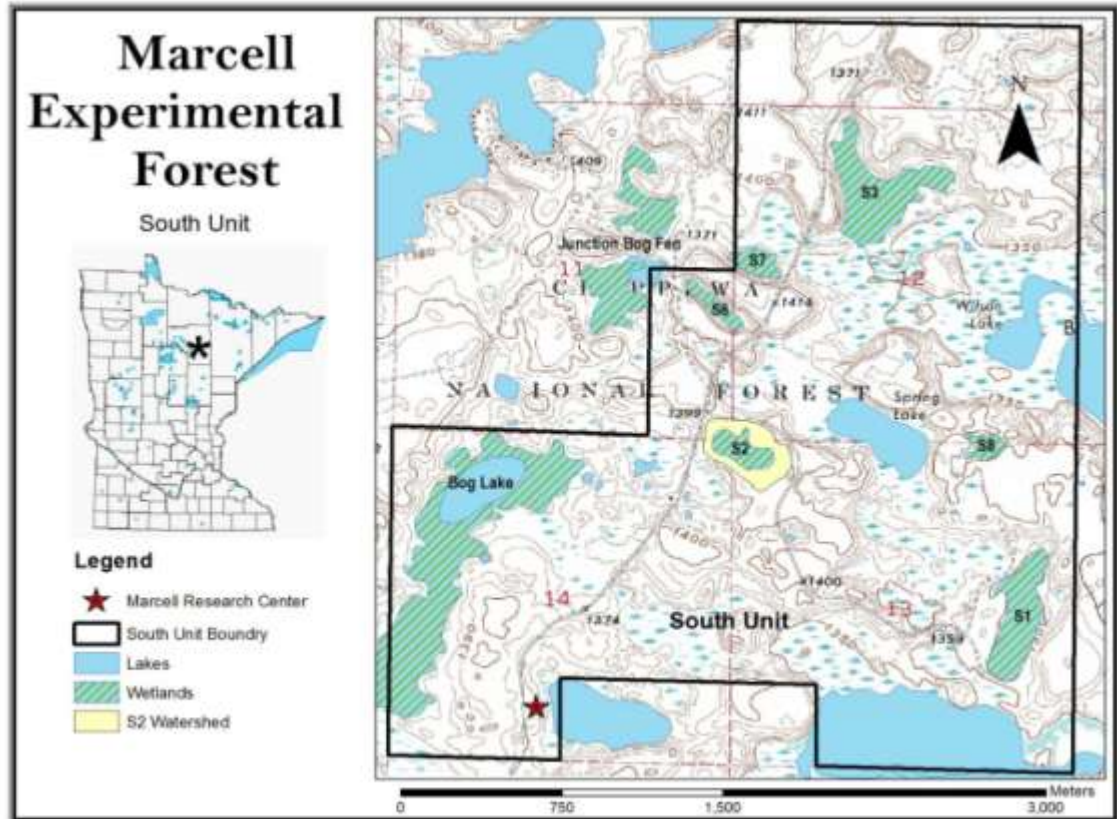 Marcell
Experimental
Forest
South Unit
*
Legend
Marcell Research Center
South Unit Boundry
Lakes
Wetlands
S2 Watershed
1371
N
1411
1409
1400
S3
1371
Junction Bog Fen
1350
11
S7
12
CHIPPEWA
S6
×1414
Wilson
Lake
B
NATIONAL FOREST
Spring
Lake
1399
S2
S8
Bog Lake
1400
×1400
14
13
S1
1374
South Unit
1350
1359
1380
Meters
0
750
1,500
3,000